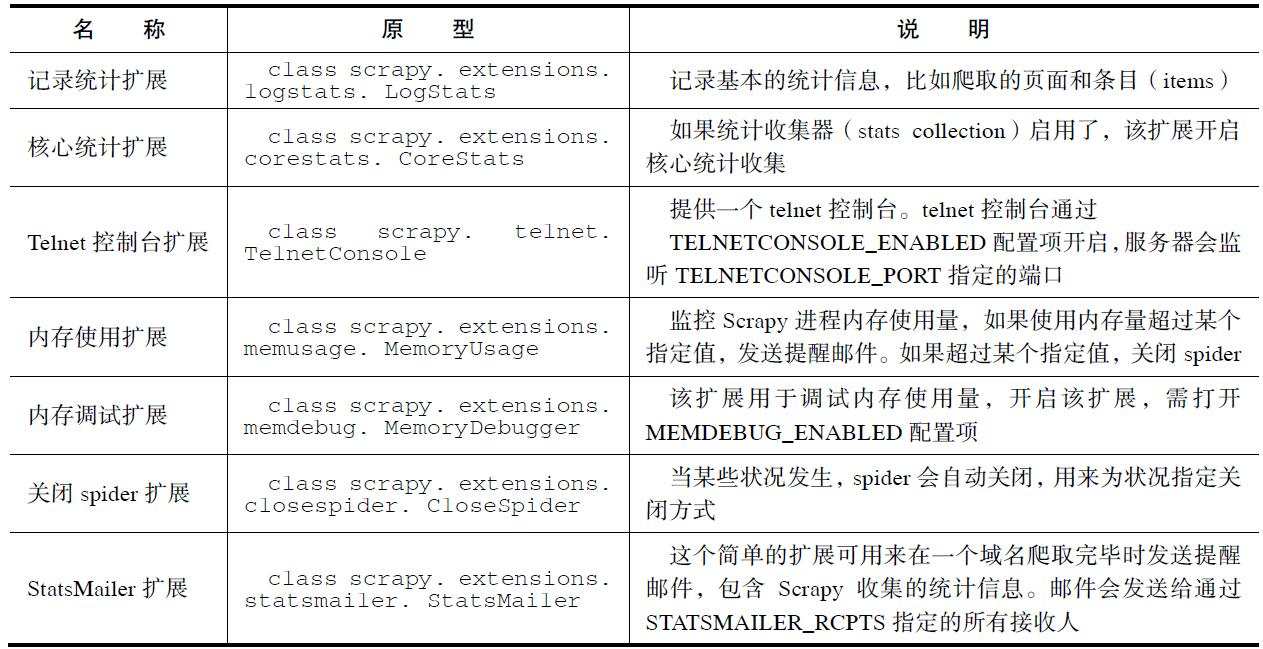 名 称 原 型 说 明
记录统计扩展
class scrapy. extensions.
logstats. LogStats
记录基本的统计信息，比如爬取的页面和条目（items）
核心统计扩展
class scrapy. extensions.
corestats. CoreStats
如果统计收集器（stats collection）启用了，该扩展开启
核心统计收集
Telnet 控制台扩展
class scrapy. telnet.
TelnetConsole
提供一个 telnet 控制台。telnet 控制台通过
TELNETCONSOLE_ENABLED 配置项开启，服务器会监
听 TELNETCONSOLE_PORT 指定的端口
内存使用扩展
class scrapy. extensions.
memusage. MemoryUsage
监控 Scrapy 进程内存使用量，如果使用内存量超过某个
指定值，发送提醒邮件。如果超过某个指定值，关闭 spider
内存调试扩展
class scrapy. extensions.
memdebug. MemoryDebugger
该扩展用于调试内存使用量，开启该扩展，需打开
MEMDEBUG_ENABLED 配置项
关闭 spider 扩展
class scrapy. extensions.
closespider. CloseSpider
当某些状况发生，spider 会自动关闭，用来为状况指定关
闭方式
StatsMailer 扩展
class scrapy. extensions.
statsmailer. StatsMailer
这个简单的扩展可用来在一个域名爬取完毕时发送提醒
邮件，包含 Scrapy 收集的统计信息。邮件会发送给通过
STATSMAILER_RCPTS 指定的所有接收人